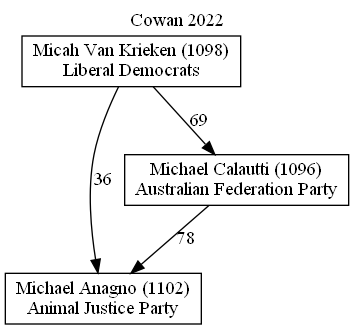 Cowan 2022
Micah Van Krieken (1098)
Liberal Democrats
69
Michael Calautti (1096)
Australian Federation Party
36
78
Michael Anagno (1102)
Animal Justice Party